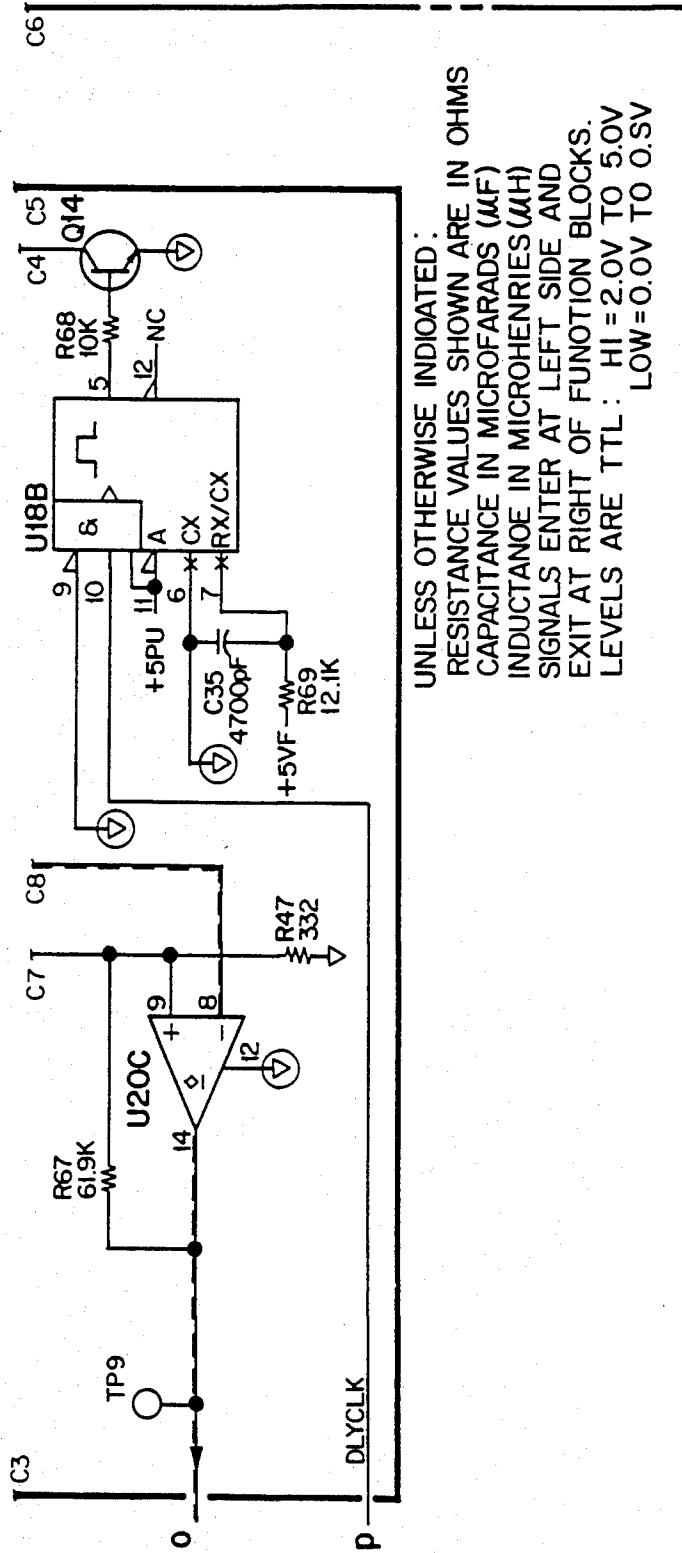 C3
C7
C8
C4
C5
C6
TP9
R67
61.9K
U20C
9
+
8
−
14
12
R47
332
U18B
9
10
&
11
A
+5PU
6
CX
7
RX/CX
C35
4700pF
+5VF
R69
12.1K
5
12
NC
R68
10K
Q14
O
DLYCLK
P
UNLESS OTHERWISE INDIOATED:
RESISTANCE VALUES SHOWN ARE IN OHMS
CAPACITANCE IN MICROFARADS (µF)
INDUCTANOE IN MICROHENRIES (µH)
SIGNALS ENTER AT LEFT SIDE AND
EXIT AT RIGHT OF FUNOTION BLOCKS.
LEVELS ARE TTL: HI = 2.0V TO 5.0V
LOW = 0.0V TO 0.SV